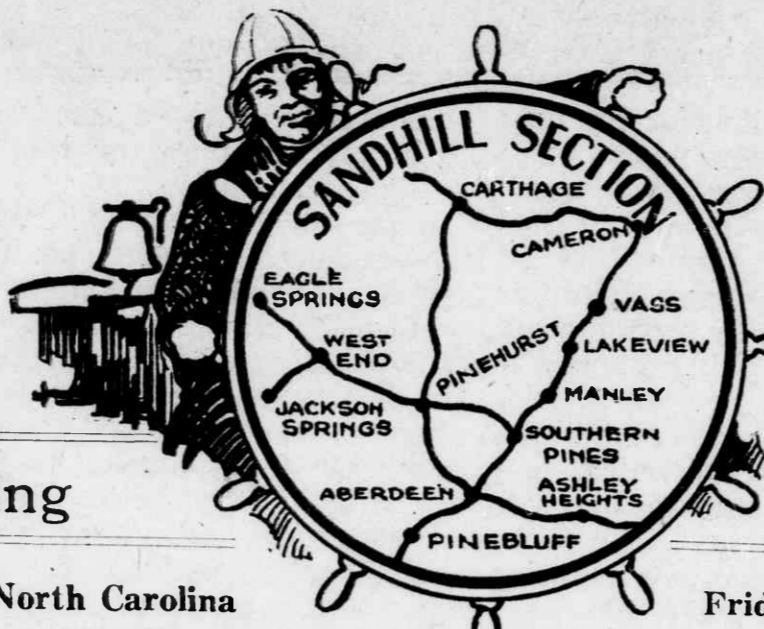 SANDHILL SECTION
CARTHAGE
CAMERON
EAGLE
SPRINGS
VASS
WEST
END
PINEHURST
LAKEVIEW
JACKSON
SPRINGS
MANLEY
SOUTHERN
PINES
ABERDEEN
ASHLEY
HEIGHTS
PINEBLUFF
ng
North Carolina
Frid